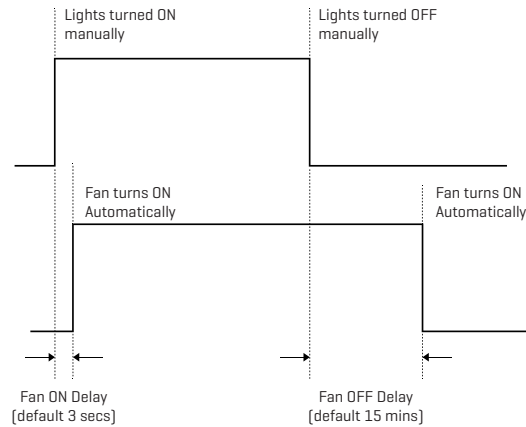 Lights turned ON
manually
Lights turned OFF
manually
Fan turns ON
Automatically
Fan turns ON
Automatically
Fan ON Delay
(default 3 secs)
Fan OFF Delay
(default 15 mins)